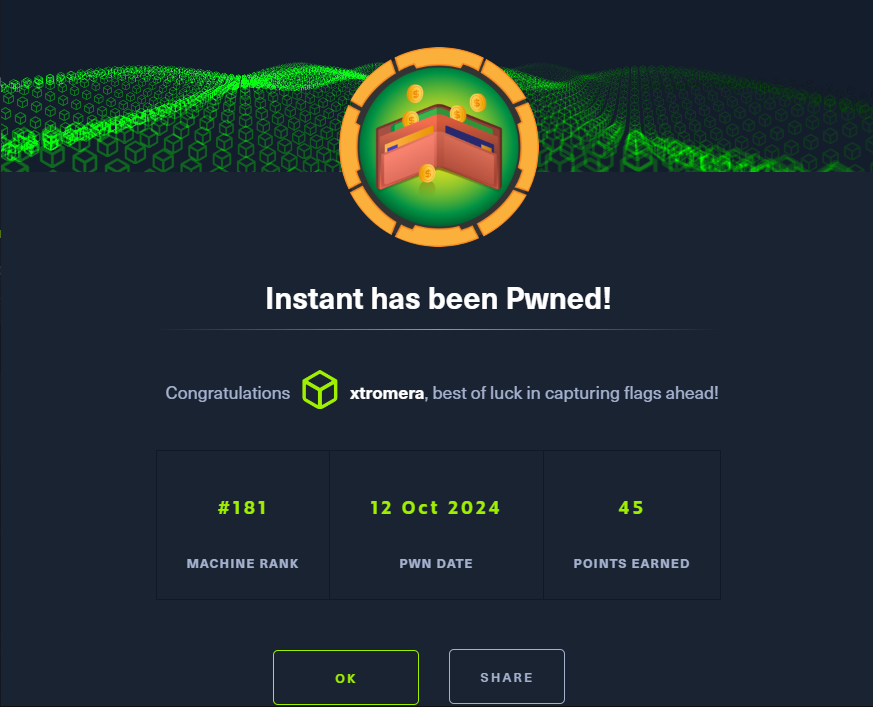 Instant has been Pwned!
Congratulations xtromera, best of luck in capturing flags ahead!
#181
MACHINE RANK
12 Oct 2024
PWN DATE
45
POINTS EARNED
OK
SHARE